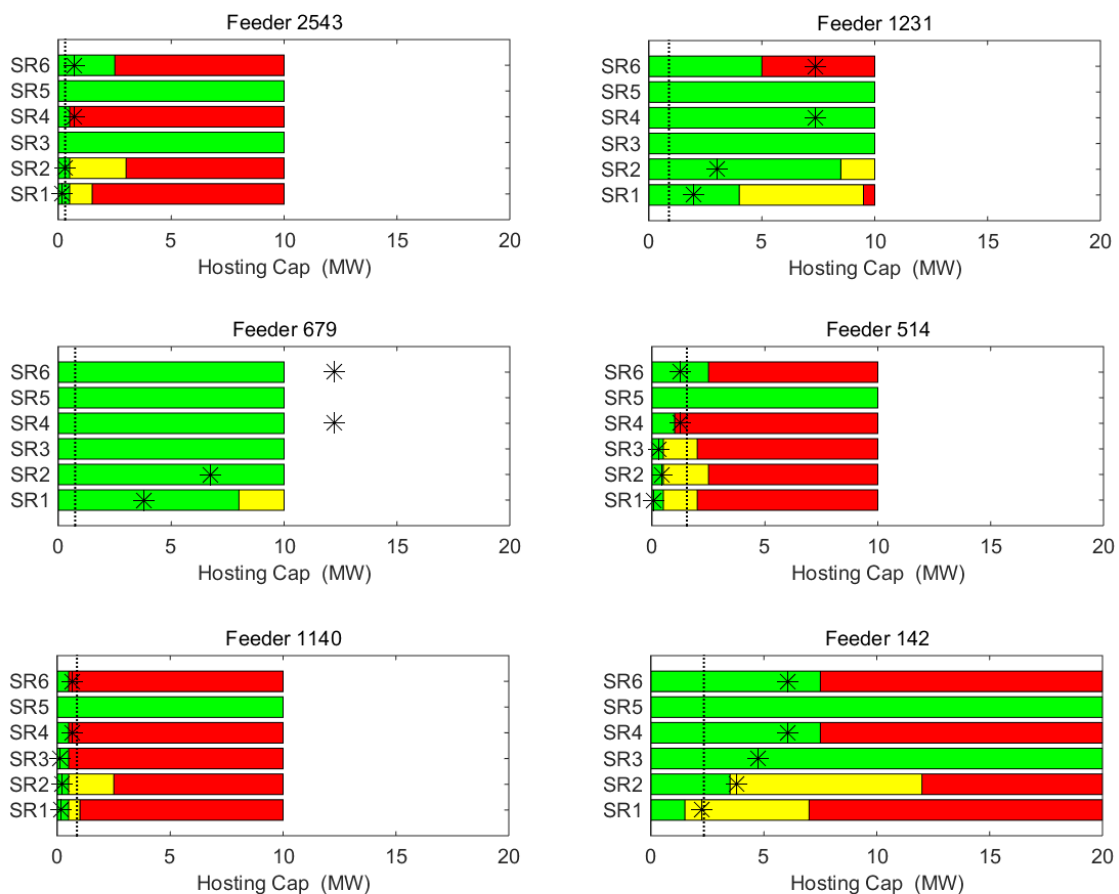 Feeder 2543
SR6
SR5
SR4
SR3
SR2
SR1
0 5 10 15 20
Hosting Cap (MW)
Feeder 1231
SR6
SR5
SR4
SR3
SR2
SR1
0 5 10 15 20
Hosting Cap (MW)
Feeder 679
SR6
SR5
SR4
SR3
SR2
SR1
0 5 10 15 20
Hosting Cap (MW)
Feeder 514
SR6
SR5
SR4
SR3
SR2
SR1
0 5 10 15 20
Hosting Cap (MW)
Feeder 1140
SR6
SR5
SR4
SR3
SR2
SR1
0 5 10 15 20
Hosting Cap (MW)
Feeder 142
SR6
SR5
SR4
SR3
SR2
SR1
0 5 10 15 20
Hosting Cap (MW)